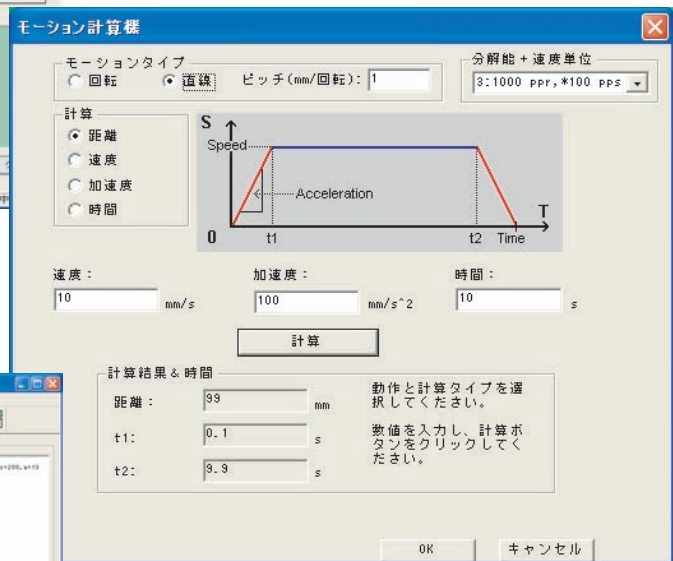 モーション計算機
モーションタイプ
回転
直線
ピッチ(mm/回転):
1
分解能+速度単位
3:1000 ppr,*100 pps
計算
距離
速度
加速度
時間
S
Speed
Acceleration
0
t1
t2
Time
T
速度:
10
mm/s
加速度:
100
mm/s^2
時間:
10
s
計算
計算結果&時間
距離:
99
mm
t1:
0.1
s
t2:
9.9
s
動作と計算タイプを選
択してください。
数値を入力し、計算ボ
タンをクリックしてく
ださい。
OK
キャンセル